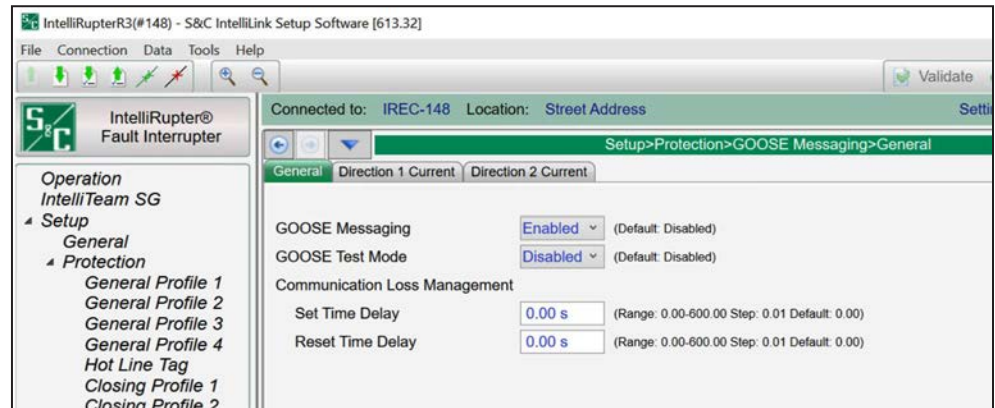 IntelliRupterR3(#148) - S&C IntelliLink Setup Software [613.32]
File Connection Data Tools Help
Validate
S&C
IntelliRupter®
Fault Interrupter
Connected to: IREC-148 Location: Street Address
Setup>Protection>GOOSE Messaging>General
General Direction 1 Current Direction 2 Current
Operation
IntelliTeam SG
Setup
General
Protection
General Profile 1
General Profile 2
General Profile 3
General Profile 4
Hot Line Tag
Closing Profile 1
Closing Profile 2
GOOSE Messaging Enabled (Default: Disabled)
GOOSE Test Mode Disabled (Default: Disabled)
Communication Loss Management
Set Time Delay 0.00 s (Range: 0.00-600.00 Step: 0.01 Default: 0.00)
Reset Time Delay 0.00 s (Range: 0.00-600.00 Step: 0.01 Default: 0.00)